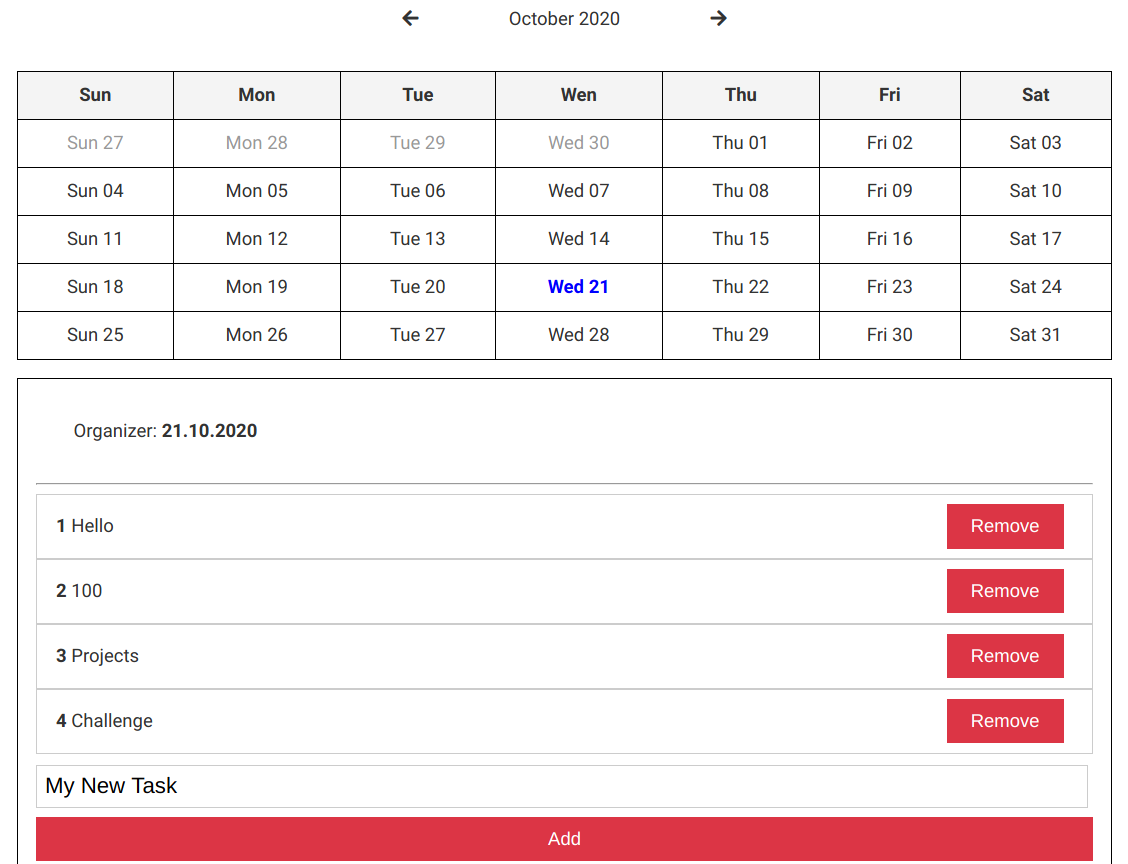 October 2020
Sun Mon Tue Wen Thu Fri Sat
Sun 27 Mon 28 Tue 29 Wed 30 Thu 01 Fri 02 Sat 03
Sun 04 Mon 05 Tue 06 Wed 07 Thu 08 Fri 09 Sat 10
Sun 11 Mon 12 Tue 13 Wed 14 Thu 15 Fri 16 Sat 17
Sun 18 Mon 19 Tue 20 Wed 21 Thu 22 Fri 23 Sat 24
Sun 25 Mon 26 Tue 27 Wed 28 Thu 29 Fri 30 Sat 31
Organizer: 21.10.2020
1 Hello Remove
2 100 Remove
3 Projects Remove
4 Challenge Remove
My New Task
Add